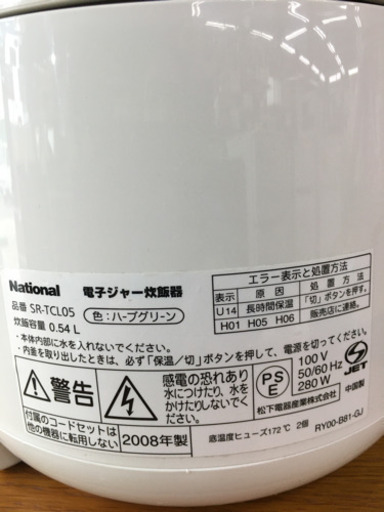 National 電子ジャー炊飯器
品番 SR-TCL05
色：ハーブグリーン
炊飯容量 0.54 L
・本体内部に水を入れないでください。
・内蓋を取り出すときは、必ず「保温/切」ボタンを押して、電源を切ってください。
エラー表示と処置方法
表示 原因 処置方法
U14 長時間保温 「切」ボタンを押す。
H01 H05 H06 販売店に連絡。
警告
感電の恐れあり
水につけたり、水を
かけたりしないでください。
PSE
100 V
50/60 Hz
280 W
JET
中国製
松下電器産業株式会社
付属のコードセットは
他の機器に転用しない
2008年製
底温度ヒューズ172℃ 2個 RY00-B81-GJ